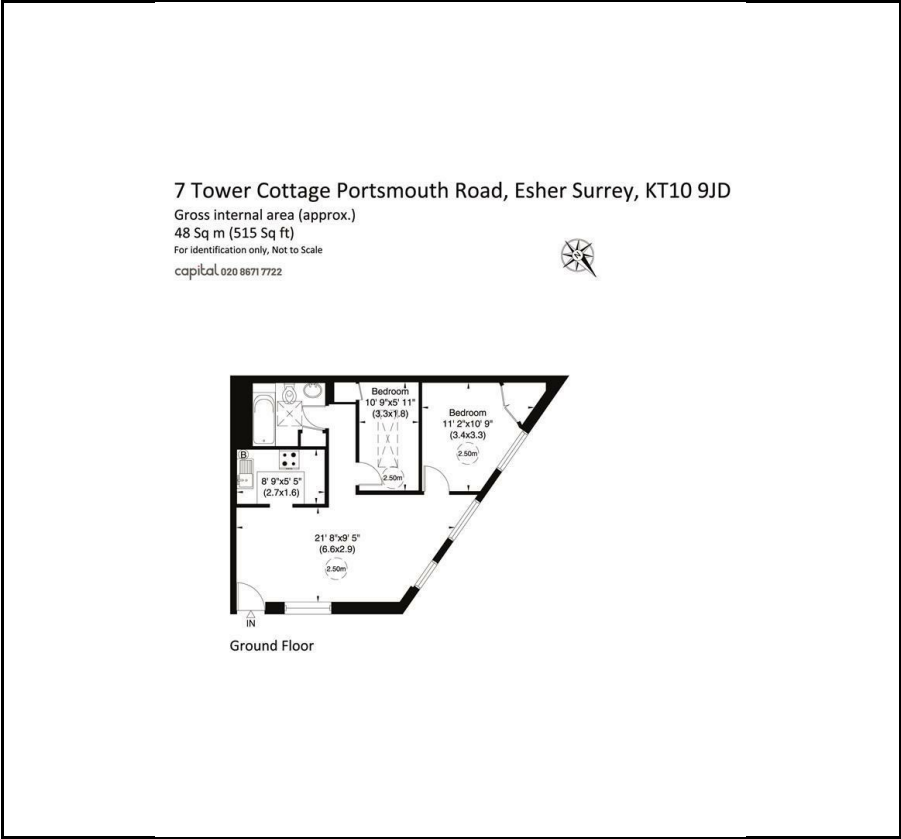 7 Tower Cottage Portsmouth Road, Esher Surrey, KT10 9JD
Gross internal area (approx.)
48 Sq m (515 Sq ft)
For identification only, Not to Scale
capital 020 8671 7722
N
Bedroom
10' 9"x5' 11"
(3.3x1.8)
2.50m
Bedroom
11' 2"x10' 9"
(3.4x3.3)
2.50m
B
8' 9"x5' 5"
(2.7x1.6)
21' 8"x9' 5"
(6.6x2.9)
2.50m
IN
Ground Floor